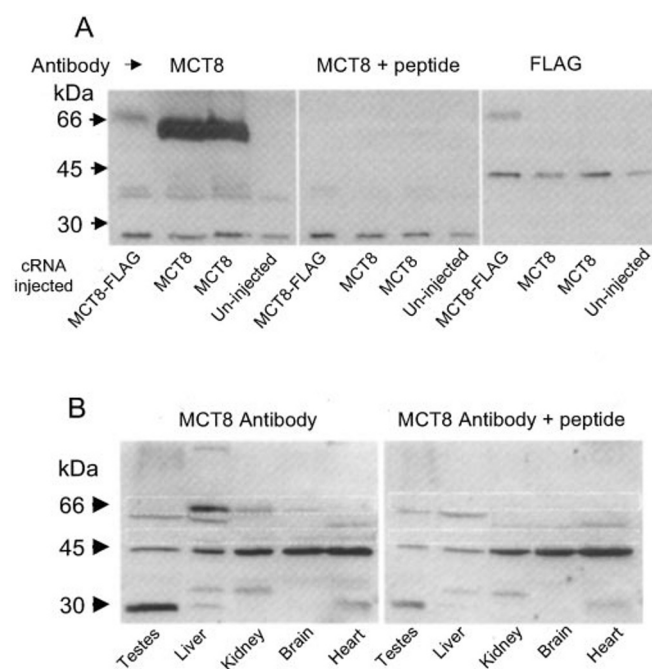 A
Antibody MCT8 MCT8 + peptide FLAG
kDa
66
45
30
cRNA
injected
MCT8-FLAG MCT8 MCT8 Un-injected MCT8-FLAG MCT8 MCT8 Un-injected MCT8-FLAG MCT8 MCT8 Un-injected
B
MCT8 Antibody MCT8 Antibody + peptide
kDa
66
45
30
Testes Liver Kidney Brain Heart Testes Liver Kidney Brain Heart